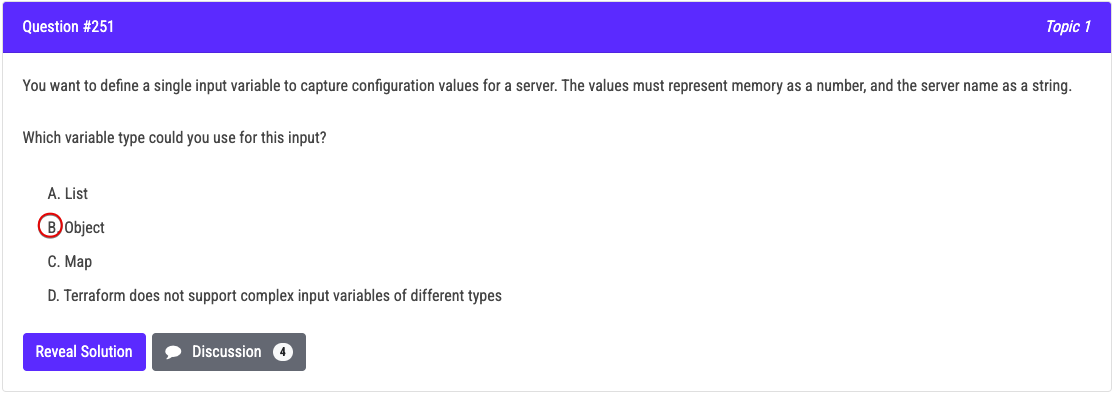 Question #251
Topic 1
You want to define a single input variable to capture configuration values for a server. The values must represent memory as a number, and the server name as a string.
Which variable type could you use for this input?
A. List
B. Object
C. Map
D. Terraform does not support complex input variables of different types
Reveal Solution
Discussion 4